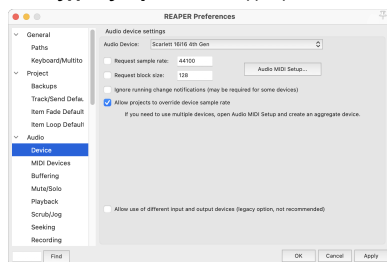 REAPER Preferences
General
Paths
Keyboard/Multito
Project
Backups
Track/Send Defau
Item Fade Default
Item Loop Default
Audio
Device
MIDI Devices
Buffering
Mute/Solo
Playback
Scrub/Jog
Seeking
Recording
Find
Audio device settings
Audio Device: Scarlett 16I16 4th Gen
Request sample rate: 44100
Request block size: 128
Audio MIDI Setup...
Ignore running change notifications (may be required for some devices)
Allow projects to override device sample rate
If you need to use multiple devices, open Audio MIDI Setup and create an aggregate device.
Allow use of different input and output devices (legacy option, not recommended)
OK Cancel Apply